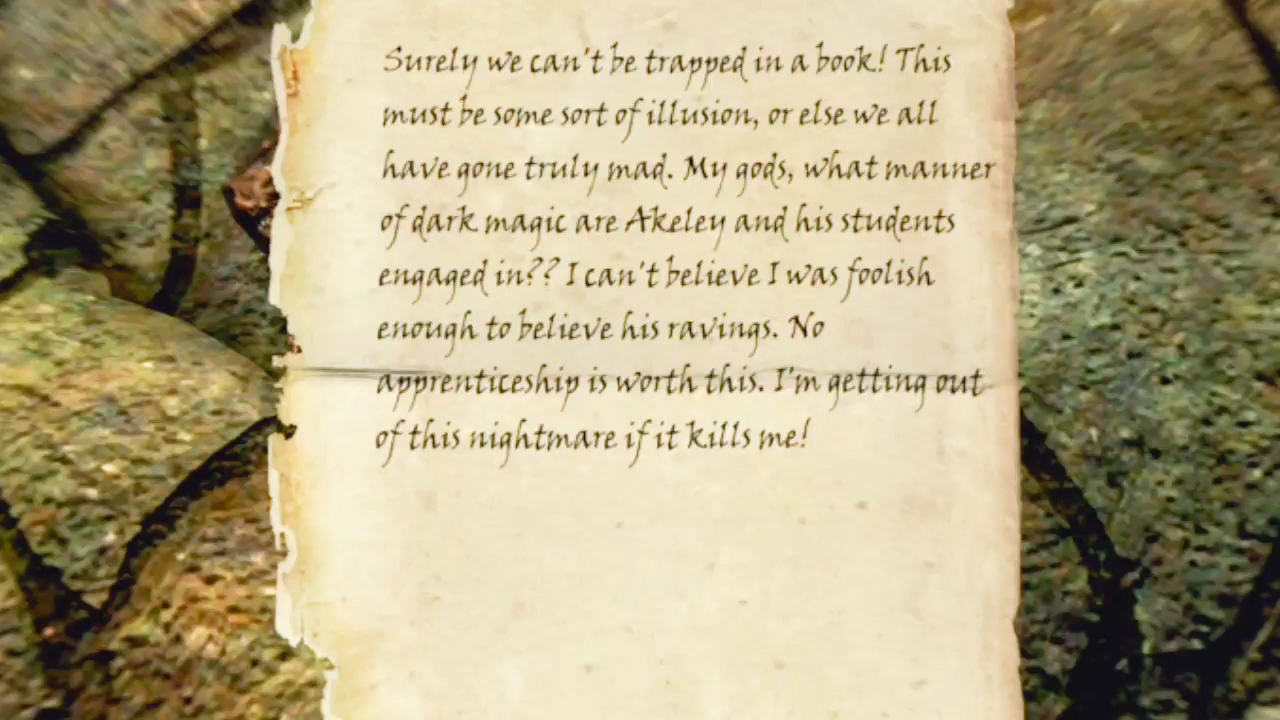 Surely we can't be trapped in a book! This
must be some sort of illusion, or else we all
have gone truly mad. My gods, what manner
of dark magic are Akeley and his students
engaged in?? I can't believe I was foolish
enough to believe his ravings. No
apprenticeship is worth this. I'm getting out
of this nightmare if it kills me!